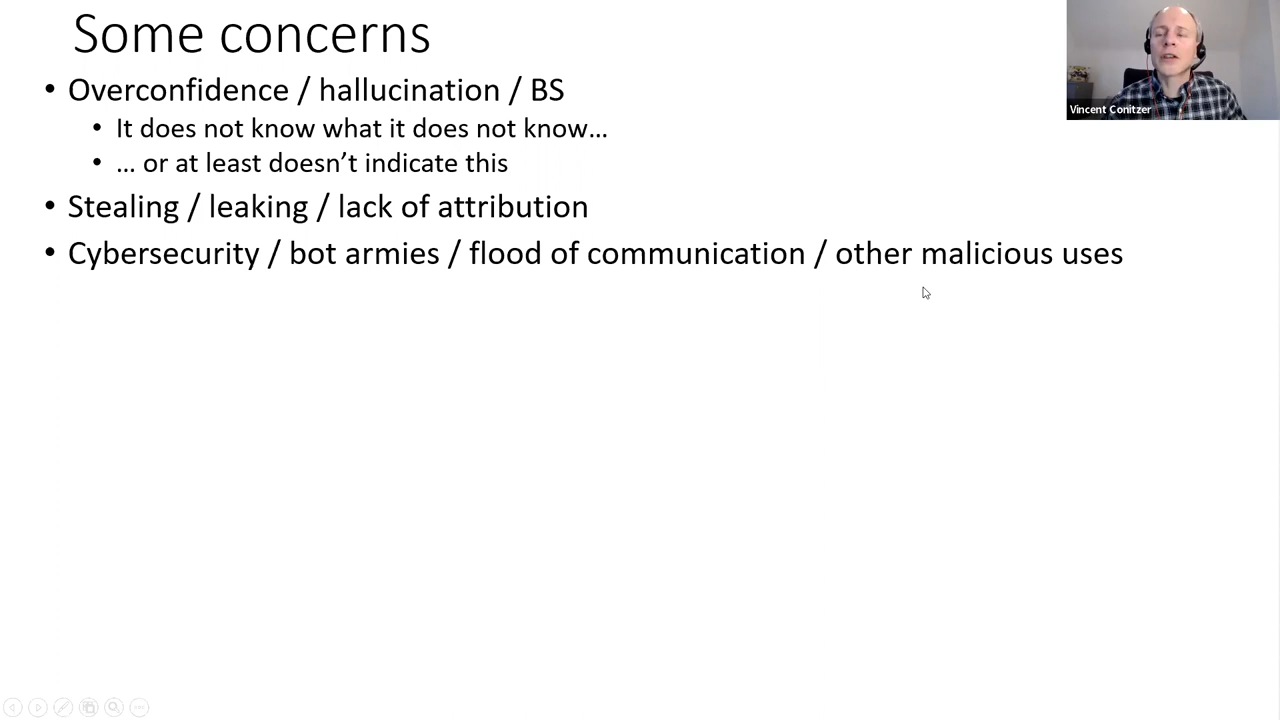 Some concerns
• Overconfidence / hallucination / BS
• It does not know what it does not know…
• … or at least doesn’t indicate this
• Stealing / leaking / lack of attribution
• Cybersecurity / bot armies / flood of communication / other malicious uses
Vincent Conitzer